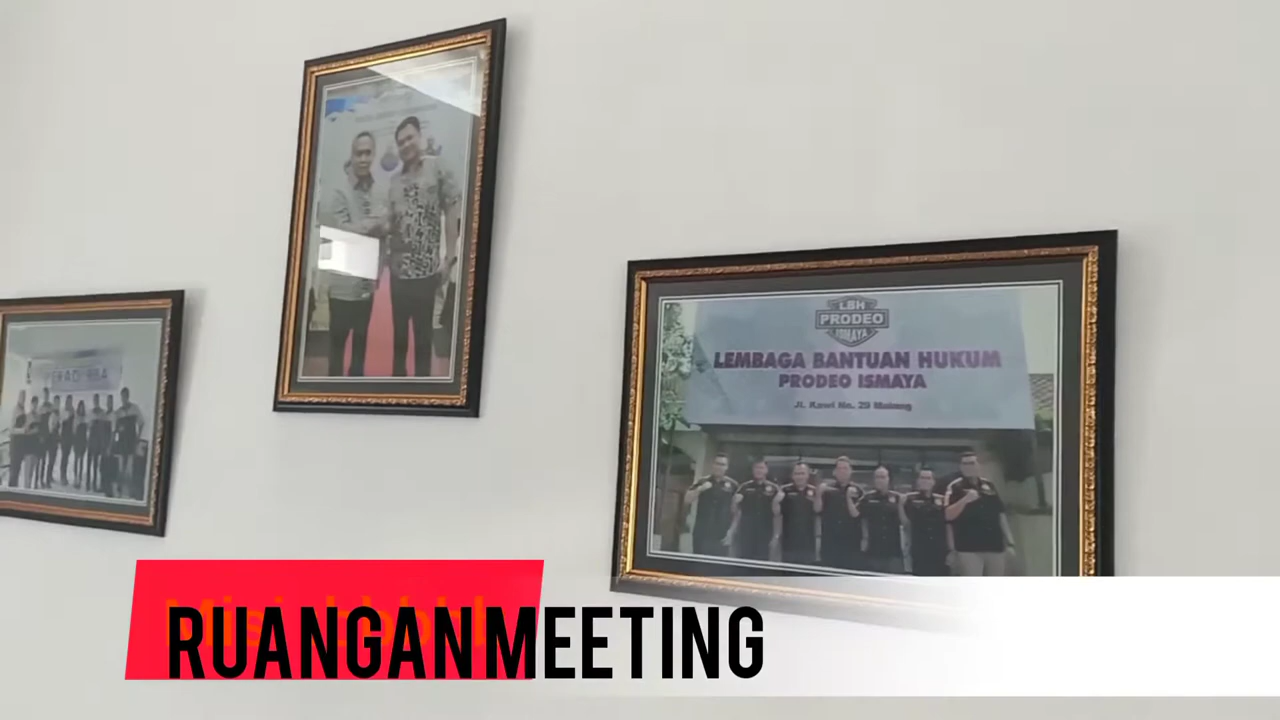 LBH
PRODEO
ISMAYA
LEMBAGA BANTUAN HUKUM
PRODEO ISMAYA
Jl. Kawi No. 29 Malang
RUANGAN MEETING